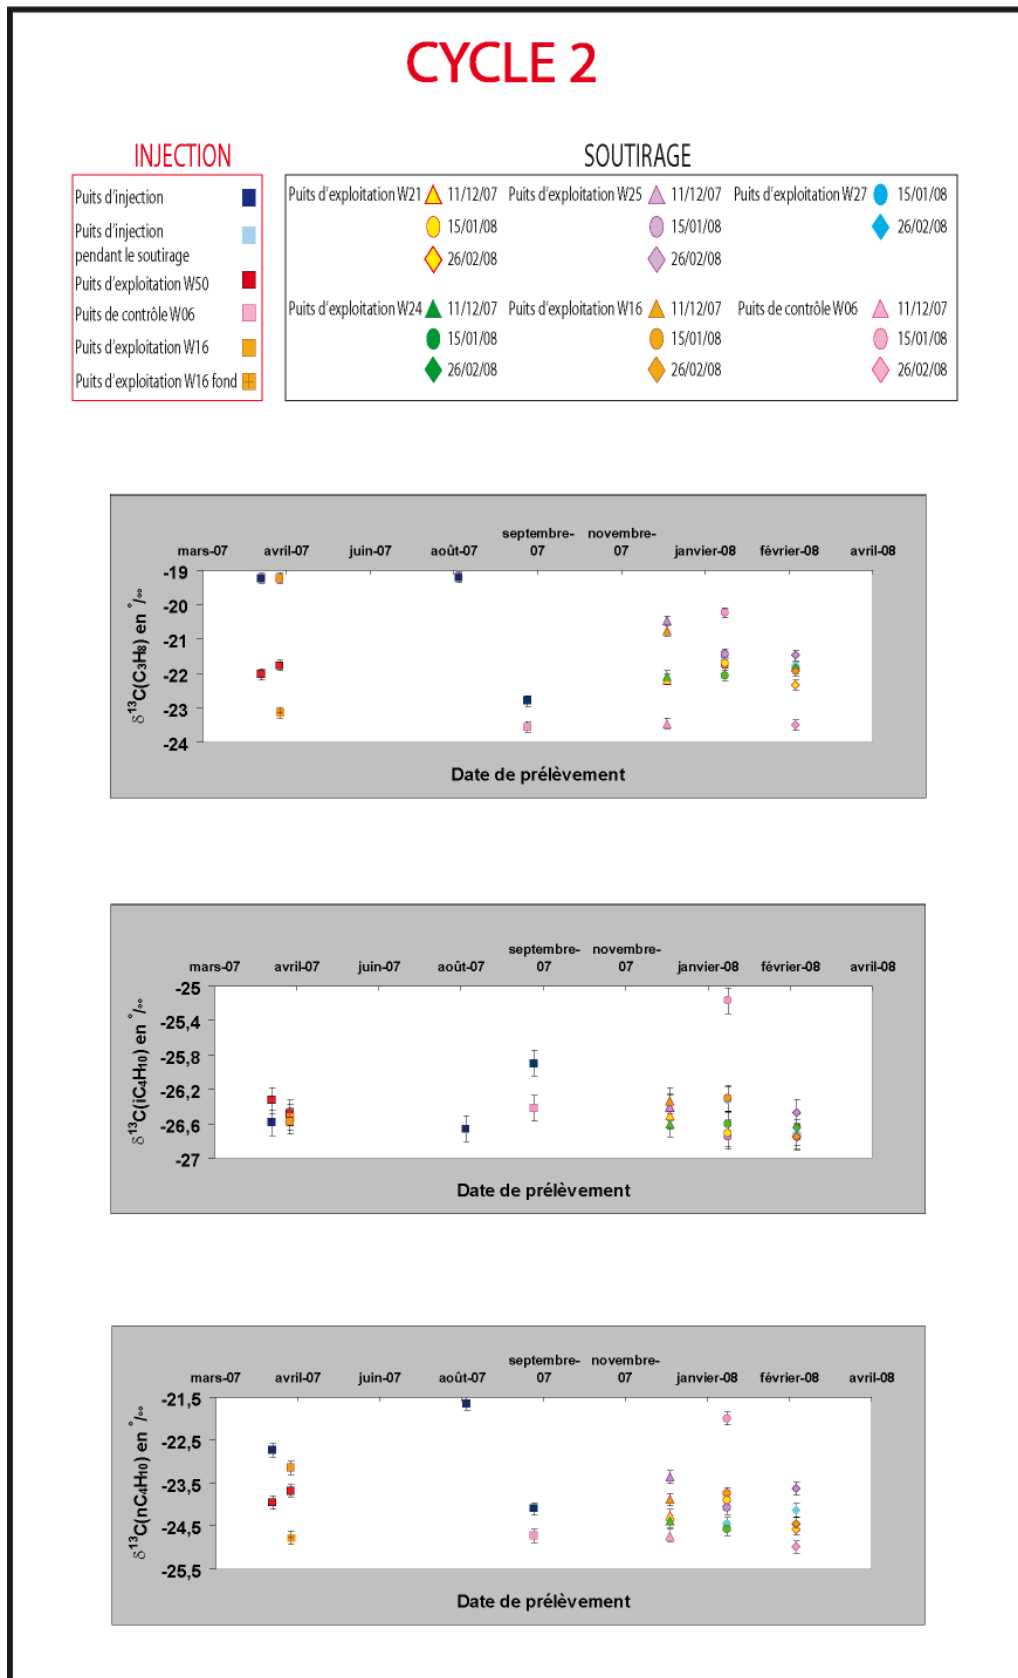 CYCLE 2
INJECTION
Puits d'injection
Puits d'injection
pendant le soutirage
Puits d'exploitation W50
Puits de contrôle W06
Puits d'exploitation W16
Puits d'exploitation W16 fond
SOUTIRAGE
Puits d'exploitation W21 11/12/07 Puits d'exploitation W25 11/12/07 Puits d'exploitation W27 15/01/08
15/01/08 15/01/08 26/02/08
26/02/08 26/02/08
Puits d'exploitation W24 11/12/07 Puits d'exploitation W16 11/12/07 Puits de contrôle W06 11/12/07
15/01/08 15/01/08 15/01/08
26/02/08 26/02/08 26/02/08
mars-07 avril-07 juin-07 août-07 septembre-07 novembre-07 janvier-08 février-08 avril-08
-19
-20
-21
-22
-23
-24
δ13C(C3H8) en °/°°
Date de prélèvement
mars-07 avril-07 juin-07 août-07 septembre-07 novembre-07 janvier-08 février-08 avril-08
-25
-25,4
-25,8
-26,2
-26,6
-27
δ13C(iC4H10) en °/°°
Date de prélèvement
mars-07 avril-07 juin-07 août-07 septembre-07 novembre-07 janvier-08 février-08 avril-08
-21,5
-22,5
-23,5
-24,5
-25,5
δ13C(nC4H10) en °/°°
Date de prélèvement